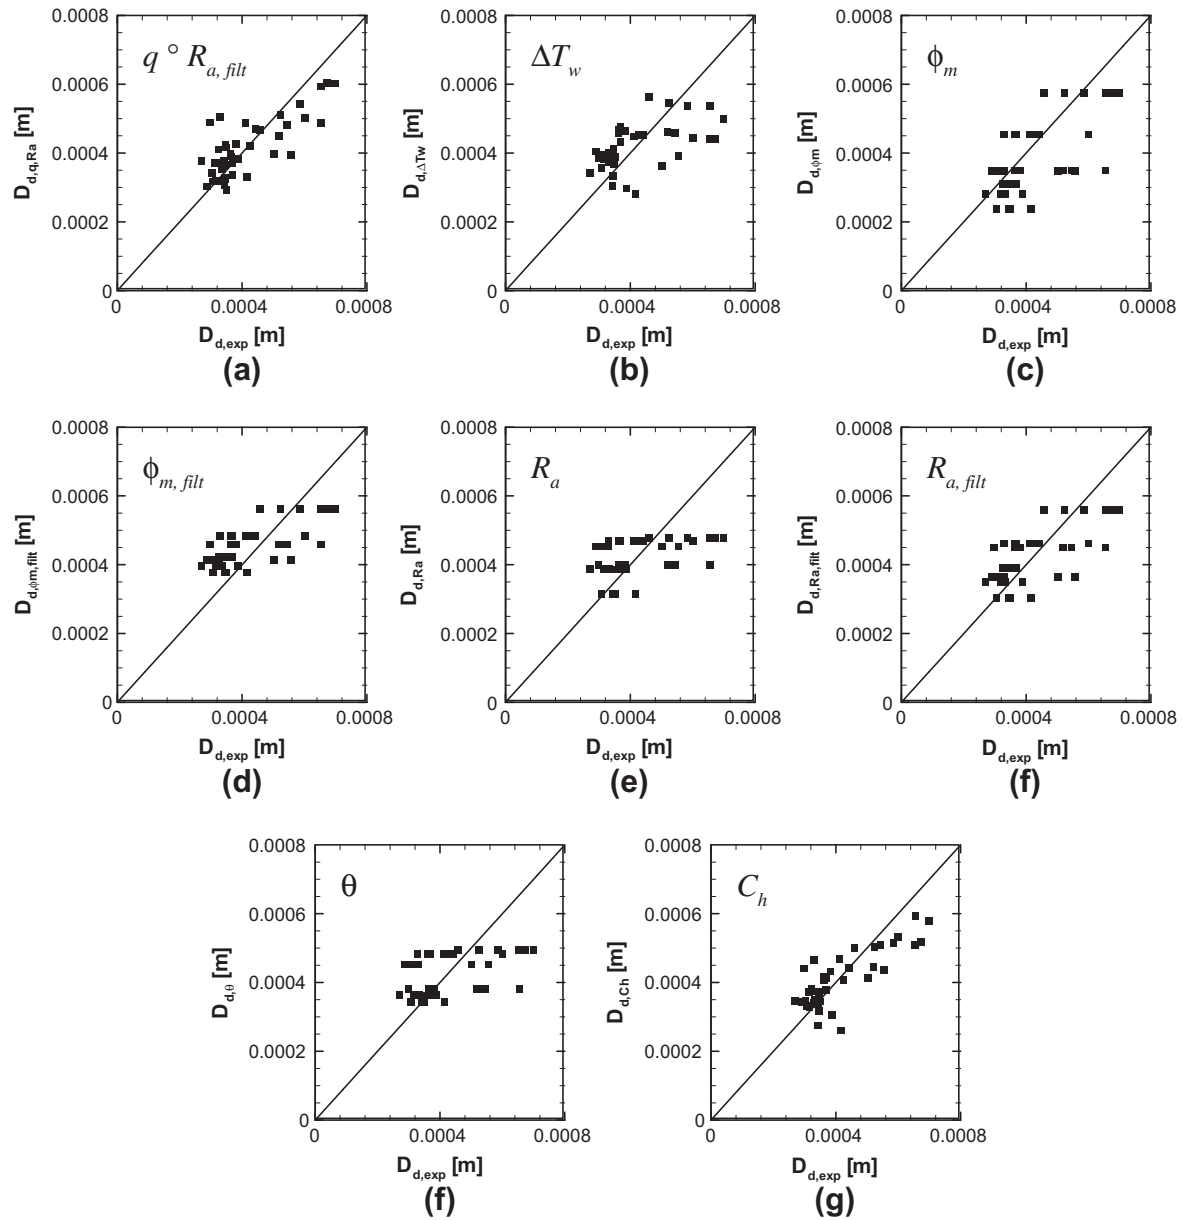 0.0008
0.0006
0.0004
0.0002
0
D_d,q,Ra [m]
q ° R_a, filt
0 0.0004 0.0008
D_d,exp [m]
(a)
0.0008
0.0006
0.0004
0.0002
0
D_d,ΔTw [m]
ΔT_w
0 0.0004 0.0008
D_d,exp [m]
(b)
0.0008
0.0006
0.0004
0.0002
0
D_d,ϕm [m]
ϕ_m
0 0.0004 0.0008
D_d,exp [m]
(c)
0.0008
0.0006
0.0004
0.0002
0
D_d,ϕm,filt [m]
ϕ_m, filt
0 0.0004 0.0008
D_d,exp [m]
(d)
0.0008
0.0006
0.0004
0.0002
0
D_d,Ra [m]
R_a
0 0.0004 0.0008
D_d,exp [m]
(e)
0.0008
0.0006
0.0004
0.0002
0
D_d,Ra,filt [m]
R_a, filt
0 0.0004 0.0008
D_d,exp [m]
(f)
0.0008
0.0006
0.0004
0.0002
0
D_d,θ [m]
θ
0 0.0004 0.0008
D_d,exp [m]
(f)
0.0008
0.0006
0.0004
0.0002
0
D_d,Ch [m]
C_h
0 0.0004 0.0008
D_d,exp [m]
(g)